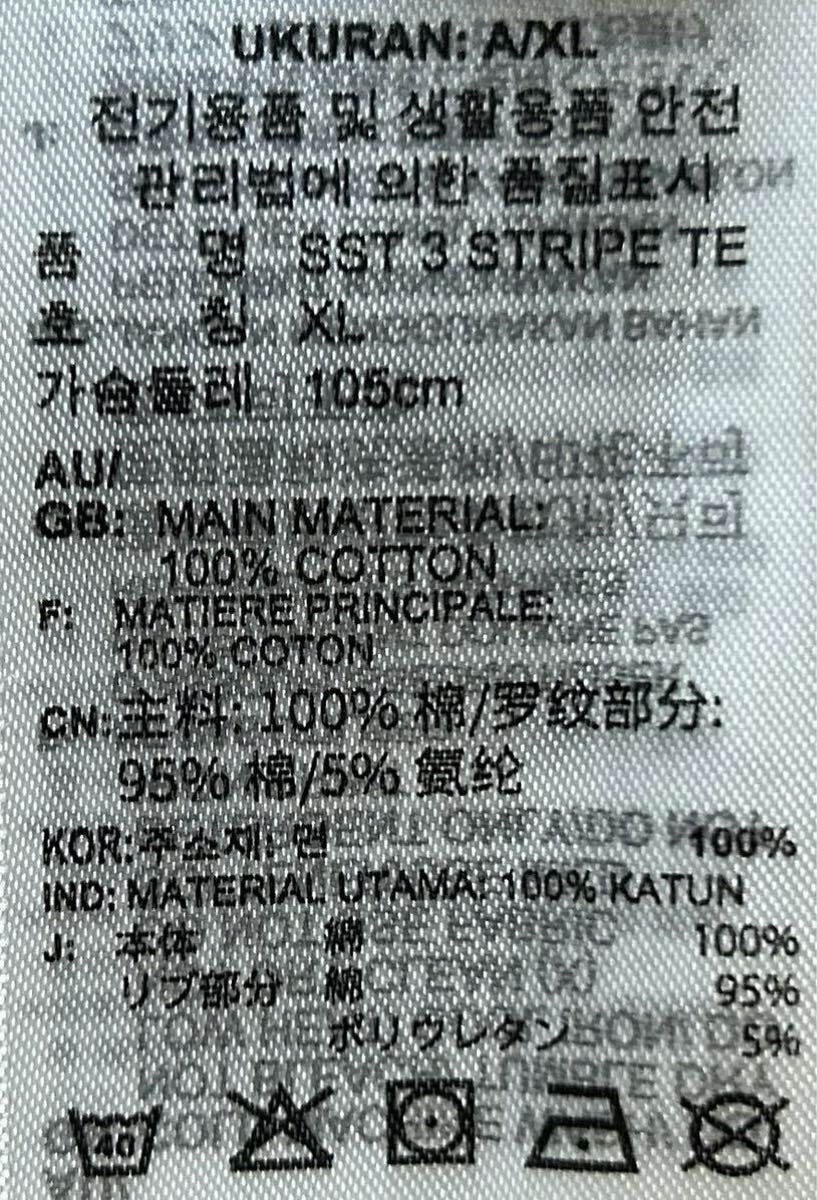 UKURAN: A/XL
전기용품 및 생활용품 안전
관리법에 의한 품질표시
품 명 SST 3 STRIPE TE
호 칭 XL
가슴둘레 105cm
AU/
GB: MAIN MATERIAL:
100% COTTON
F: MATIERE PRINCIPALE:
100% COTON
CN: 主料: 100% 棉/罗纹部分:
95% 棉/5% 氨纶
KOR: 주소재: 면 100%
IND: MATERIAL UTAMA: 100% KATUN
J: 本体 綿 100%
リブ部分 綿 95%
ポリウレタン 5%
40